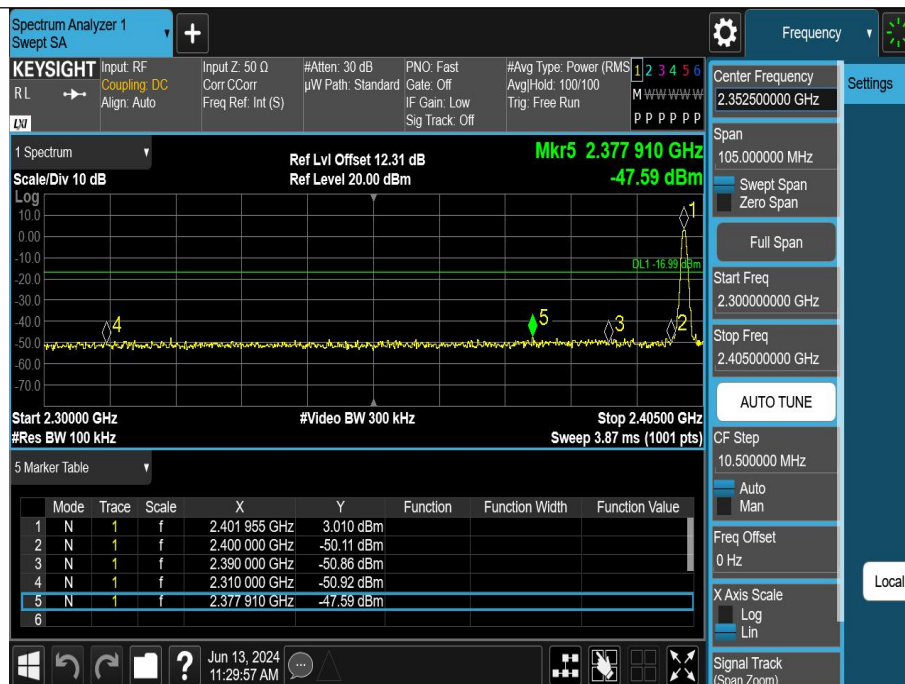 Spectrum Analyzer 1
Swept SA
+
Frequency
KEYSIGHT
RL
LXI
Input: RF
Coupling: DC
Align: Auto
Input Z: 50 Ω
Corr CCorr
Freq Ref: Int (S)
#Atten: 30 dB
µW Path: Standard
PNO: Fast
Gate: Off
IF Gain: Low
Sig Track: Off
#Avg Type: Power (RMS
Avg|Hold: 100/100
Trig: Free Run
1 2 3 4 5 6
M W W W W W
P P P P P P
1 Spectrum
Scale/Div 10 dB
Ref Lvl Offset 12.31 dB
Ref Level 20.00 dBm
Mkr5 2.377 910 GHz
-47.59 dBm
Log
10.0
0.00
-10.0
-20.0
-30.0
-40.0
-50.0
-60.0
-70.0
1
DL1 -16.99 dBm
4
5
3
2
Start 2.30000 GHz
#Video BW 300 kHz
Stop 2.40500 GHz
#Res BW 100 kHz
Sweep 3.87 ms (1001 pts)
5 Marker Table
Mode Trace Scale X Y Function Function Width Function Value
1 N 1 f 2.401 955 GHz 3.010 dBm
2 N 1 f 2.400 000 GHz -50.11 dBm
3 N 1 f 2.390 000 GHz -50.86 dBm
4 N 1 f 2.310 000 GHz -50.92 dBm
5 N 1 f 2.377 910 GHz -47.59 dBm
6
?
Jun 13, 2024
11:29:57 AM
Center Frequency
2.352500000 GHz
Settings
Span
105.000000 MHz
Swept Span
Zero Span
Full Span
Start Freq
2.300000000 GHz
Stop Freq
2.405000000 GHz
AUTO TUNE
CF Step
10.500000 MHz
Auto
Man
Freq Offset
0 Hz
Local
X Axis Scale
Log
Lin
Signal Track
(Span Zoom)